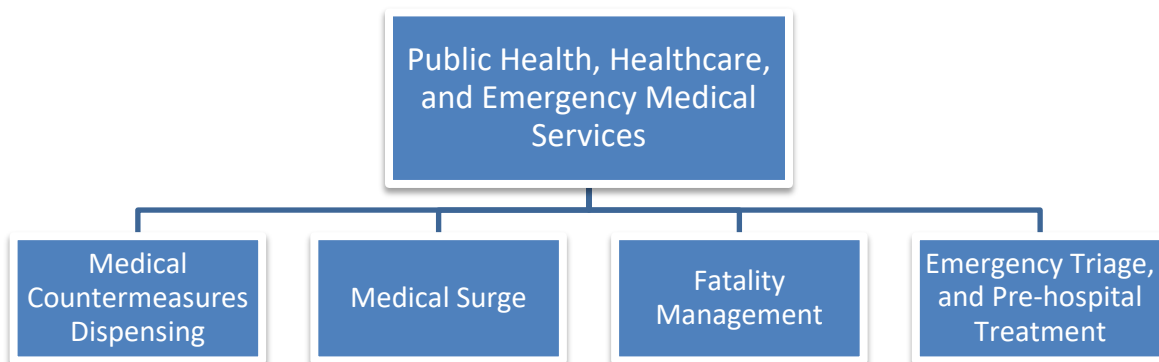 Public Health, Healthcare,
and Emergency Medical
Services
Medical
Countermeasures
Dispensing
Medical Surge
Fatality
Management
Emergency Triage,
and Pre-hospital
Treatment